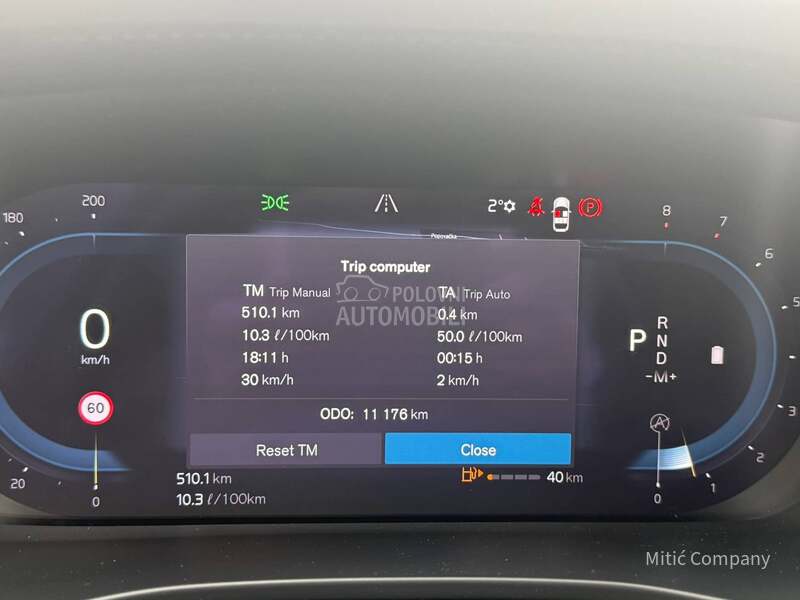 180
200
2°
P
8
7
6
5
3
2
1
0
Popovačka
Trip computer
TM Trip Manual
510.1 km
10.3 ℓ/100km
18:11 h
30 km/h
TA Trip Auto
0.4 km
50.0 ℓ/100km
00:15 h
2 km/h
POLOVNI
AUTOMOBILI
ODO: 11 176 km
Reset TM
Close
0
km/h
60
20
0
P
R
N
D
-M+
A
510.1 km
10.3 ℓ/100km
40 km
Mitić Company